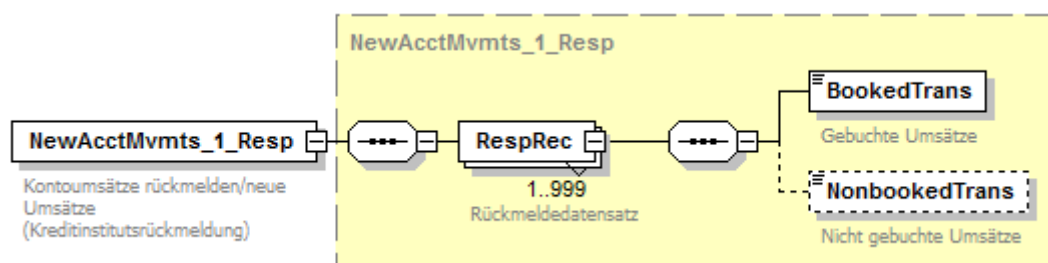 NewAcctMvmts_1_Resp
NewAcctMvmts_1_Resp
Kontoumsätze rückmelden/neue
Umsätze
(Kreditinstitutsrückmeldung)
RespRec
1..999
Rückmeldedatensatz
BookedTrans
Gebuchte Umsätze
NonbookedTrans
Nicht gebuchte Umsätze